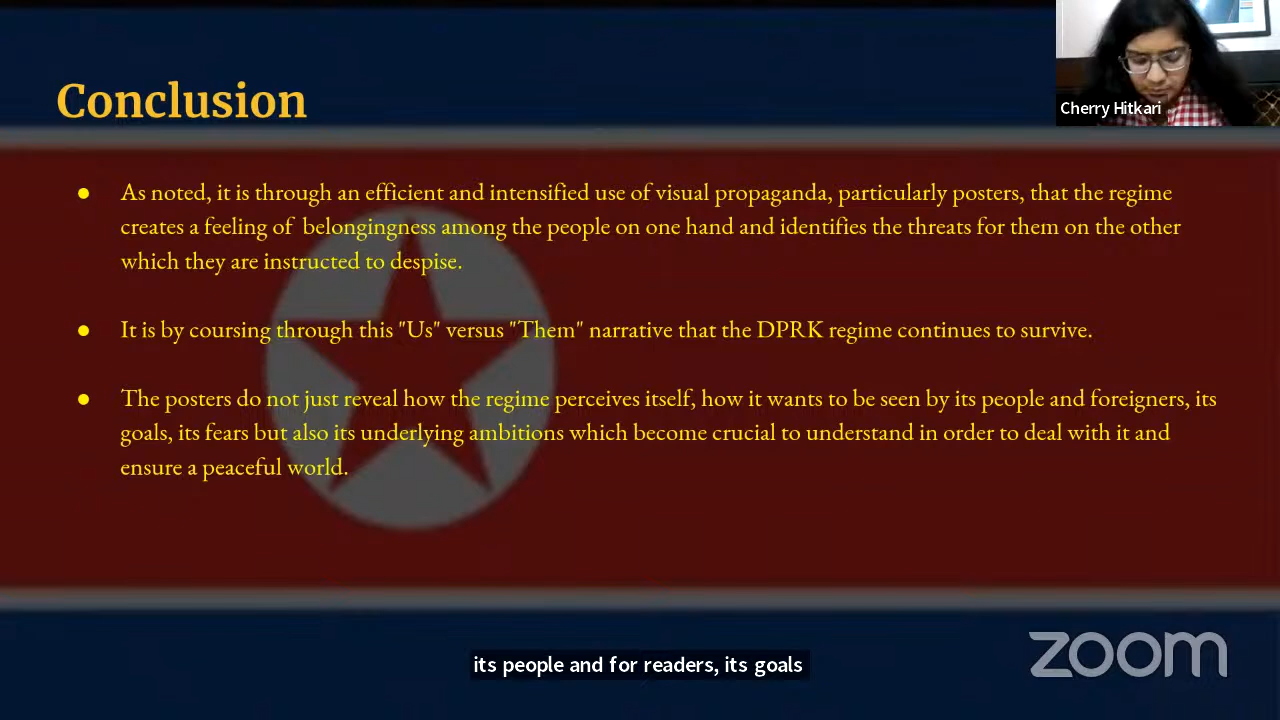 Conclusion
Cherry Hitkari
● As noted, it is through an efficient and intensified use of visual propaganda, particularly posters, that the regime
creates a feeling of belongingness among the people on one hand and identifies the threats for them on the other
which they are instructed to despise.
● It is by coursing through this "Us" versus "Them" narrative that the DPRK regime continues to survive.
● The posters do not just reveal how the regime perceives itself, how it wants to be seen by its people and foreigners, its
goals, its fears but also its underlying ambitions which become crucial to understand in order to deal with it and
ensure a peaceful world.
its people and for readers, its goals
zoom